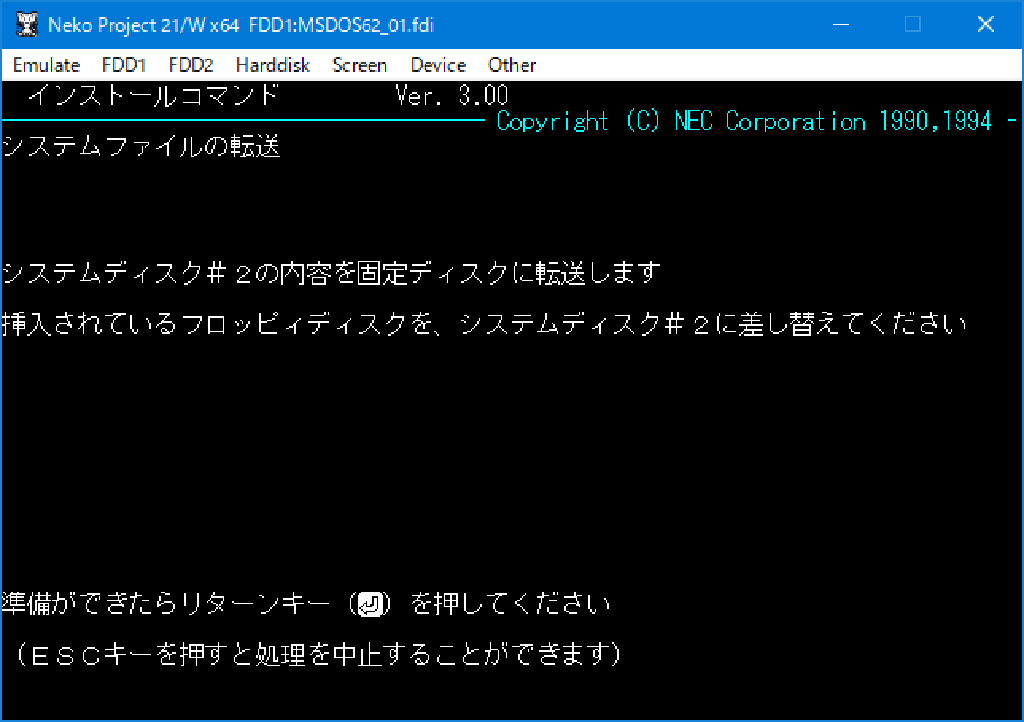 Neko Project 21/W x64 FDD1:MSDOS62_01.fdi
Emulate FDD1 FDD2 Harddisk Screen Device Other
インストールコマンド Ver. 3.00
Copyright (C) NEC Corporation 1990,1994
システムファイルの転送
システムディスク＃２の内容を固定ディスクに転送します
挿入されているフロッピィディスクを、システムディスク＃２に差し替えてください
準備ができたらリターンキー（↵）を押してください
（ＥＳＣキーを押すと処理を中止することができます）